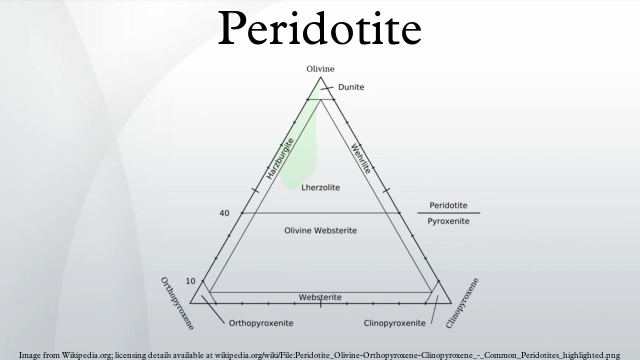 Peridotite
Olivine
Dunite
Harzburgite
Wehrlite
Lherzolite
40
Peridotite
Pyroxenite
Olivine Websterite
10
Orthopyroxene
Clinopyroxene
Websterite
Orthopyroxenite
Clinopyroxenite
Image from Wikipedia.org; licensing details available at wikipedia.org/wiki/File:Peridotite_Olivine-Orthopyroxene-Clinopyroxene_-_Common_Peridotites_highlighted.png